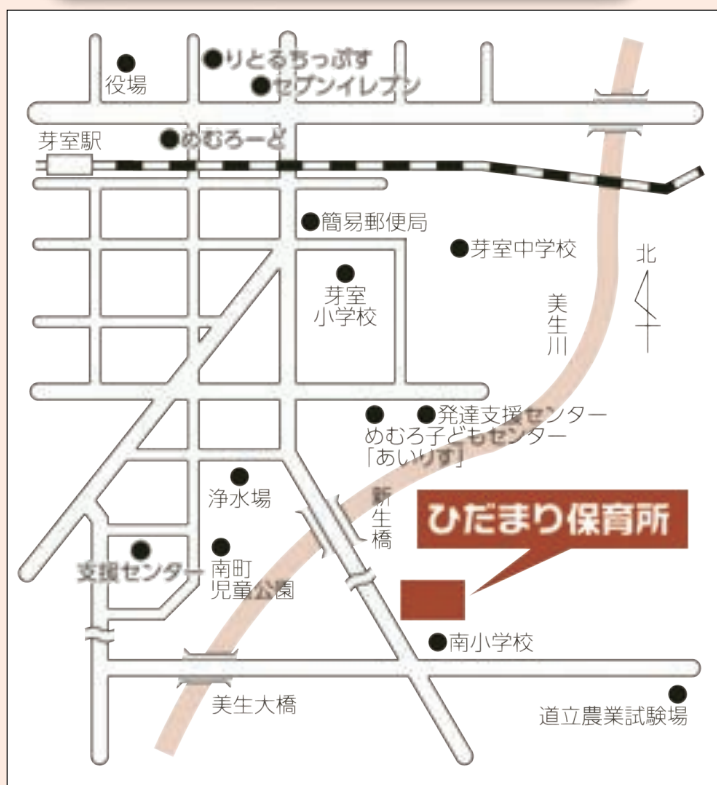 りとるちっぷす
役場
セブンイレブン
芽室駅
めむろーど
簡易郵便局
芽室中学校
北
芽室
小学校
美生川
発達支援センター
めむろ子どもセンター
「あいりす」
浄水場
新生橋
ひだまり保育所
支援センター
南町
児童公園
南小学校
美生大橋
道立農業試験場